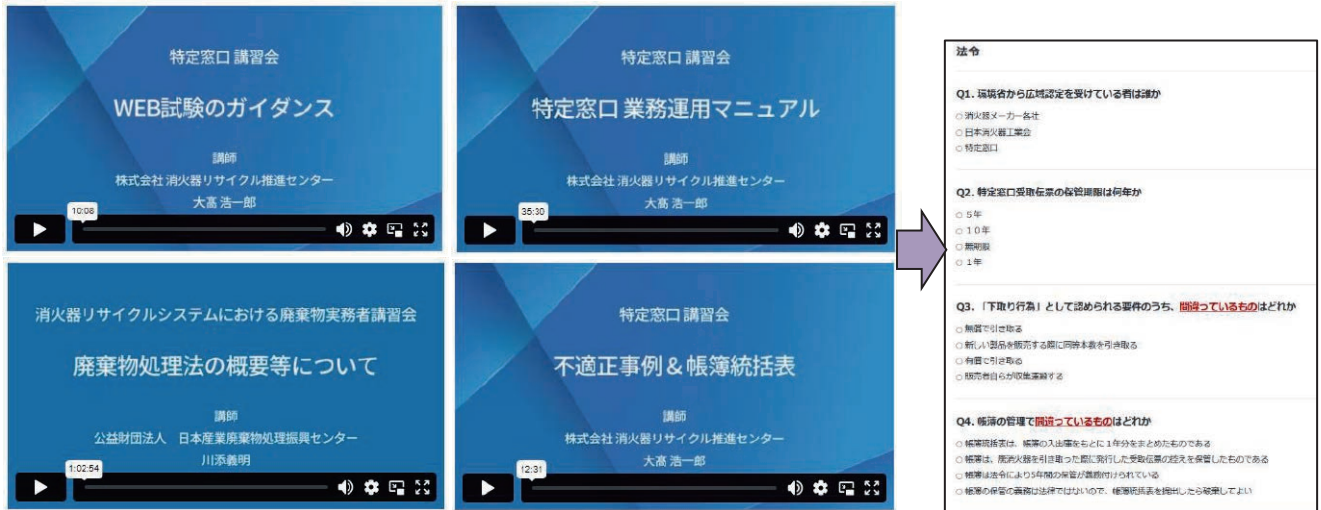 特定窓口 講習会
WEB試験のガイダンス
講師
株式会社 消火器リサイクル推進センター
大髙 浩一郎
10:08
特定窓口 講習会
特定窓口 業務運用マニュアル
講師
株式会社 消火器リサイクル推進センター
大髙 浩一郎
35:30
消火器リサイクルシステムにおける廃棄物実務者講習会
廃棄物処理法の概要等について
講師
公益財団法人 日本産業廃棄物処理振興センター
川添義明
1:02:54
特定窓口 講習会
不適正事例&帳簿統括表
講師
株式会社 消火器リサイクル推進センター
大髙 浩一郎
12:31
法令
Q1. 環境省から広域認定を受けている者は誰か
○ 消火器メーカー各社
○ 日本消火器工業会
○ 特定窓口
Q2. 特定窓口受取伝票の保管期限は何年か
○ 5年
○ 10年
○ 無期限
○ 1年
Q3. 「下取り行為」として認められる要件のうち、間違っているものはどれか
○ 無償で引き取る
○ 新しい製品を販売する際に同等本数を引き取る
○ 有償で引き取る
○ 販売者自らが収集運搬する
Q4. 帳簿の管理で間違っているものはどれか
○ 帳簿統括表は、帳簿の入出庫をもとに1年分をまとめたものである
○ 帳簿は、廃消火器を引き取った際に発行した受取伝票の控えを保管したものである
○ 帳簿は法令により5年間の保管が義務付けられている
○ 帳簿の保管の義務は法律ではないので、帳簿統括表を提出したら破棄してよい